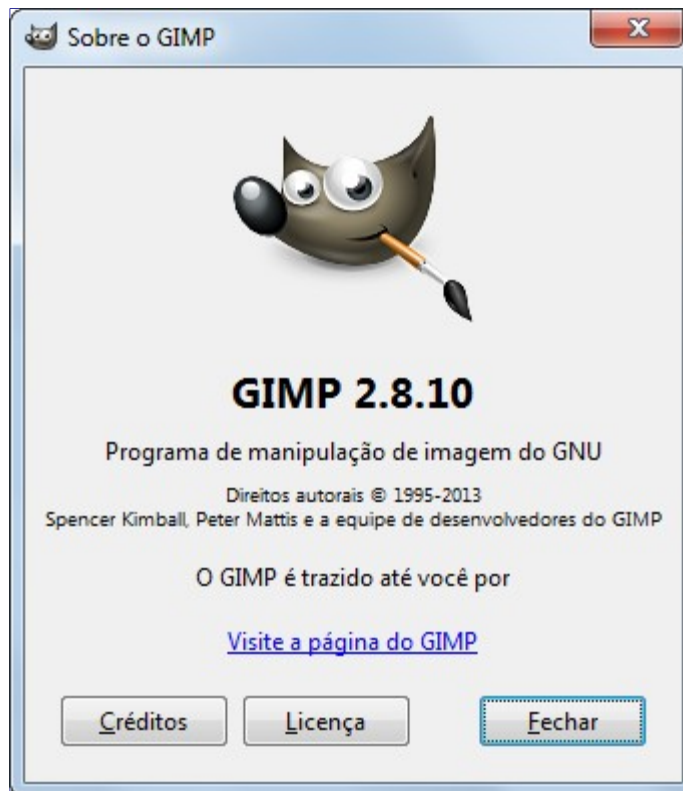 Sobre o GIMP
GIMP 2.8.10
Programa de manipulação de imagem do GNU
Direitos autorais © 1995-2013
Spencer Kimball, Peter Mattis e a equipe de desenvolvedores do GIMP
O GIMP é trazido até você por
Visite a página do GIMP
Créditos Licença Fechar